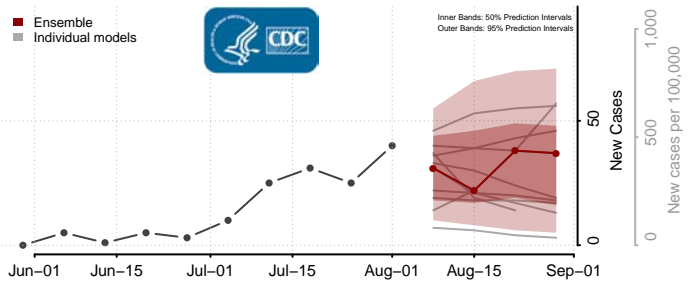 Ensemble
Individual models
CDC
Inner Bands: 50% Prediction Intervals
Outer Bands: 95% Prediction Intervals
0
50
New Cases
0
500
1,000
New cases per 100,000
Jun–01
Jun–15
Jul–01
Jul–15
Aug–01
Aug–15
Sep–01